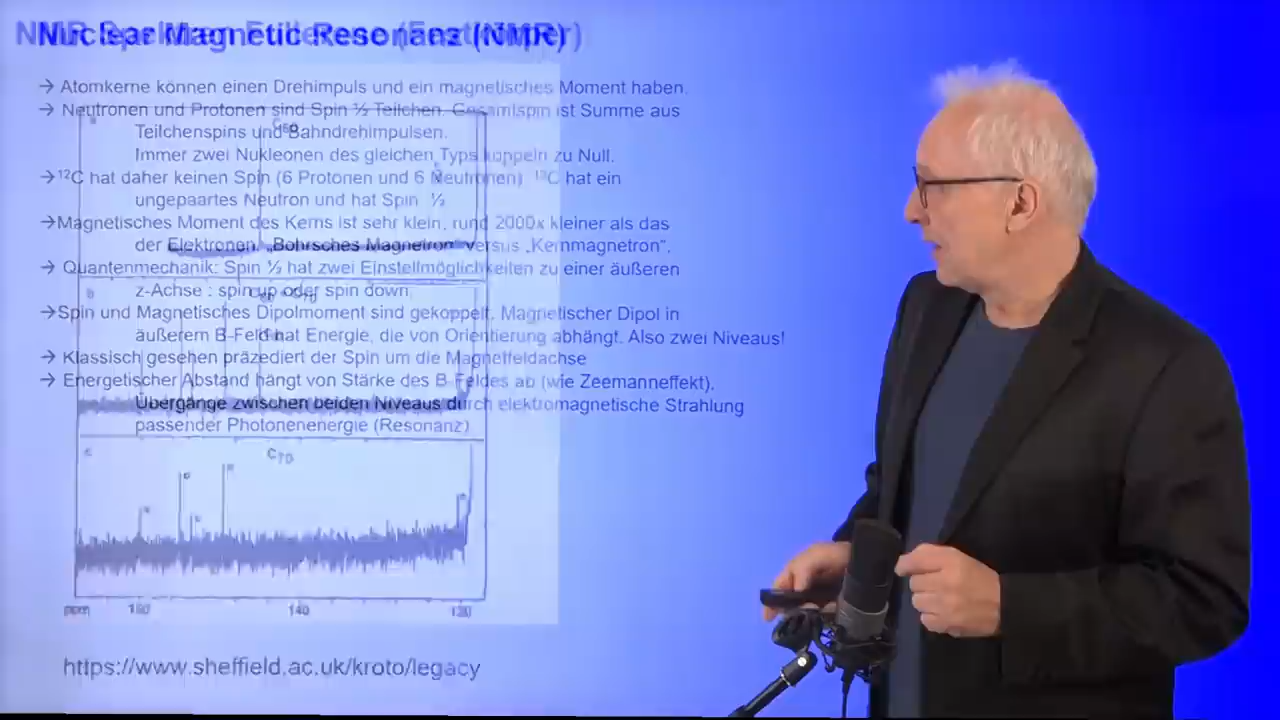 Nuclear Magnetic Resonanz (NMR)
→ Atomkerne können einen Drehimpuls und ein magnetisches Moment haben.
→ Neutronen und Protonen sind Spin ½ Teilchen. Gesamtspin ist Summe aus
Teilchenspins und Bahndrehimpulsen.
Immer zwei Nukleonen des gleichen Typs koppeln zu Null.
→ ¹²C hat daher keinen Spin (6 Protonen und 6 Neutronen) ¹³C hat ein
ungepaartes Neutron und hat Spin ½
→Magnetisches Moment des Kerns ist sehr klein, rund 2000x kleiner als das
der Elektronen. „Bohrsches Magnetron" versus „Kernmagnetron".
→ Quantenmechanik: Spin ½ hat zwei Einstellmöglichkeiten zu einer äußeren
z-Achse : spin up oder spin down
→Spin und Magnetisches Dipolmoment sind gekoppelt. Magnetischer Dipol in
äußerem B-Feld hat Energie, die von Orientierung abhängt. Also zwei Niveaus!
→ Klassisch gesehen präzediert der Spin um die Magnetfeldachse
→ Energetischer Abstand hängt von Stärke des B Feldes ab (wie Zeemanneffekt).
Übergänge zwischen beiden Niveaus durch elektromagnetische Strahlung
passender Photonenenergie (Resonanz)
C₆₀
C₇₀
ppm 160 140 130
https://www.sheffield.ac.uk/kroto/legacy